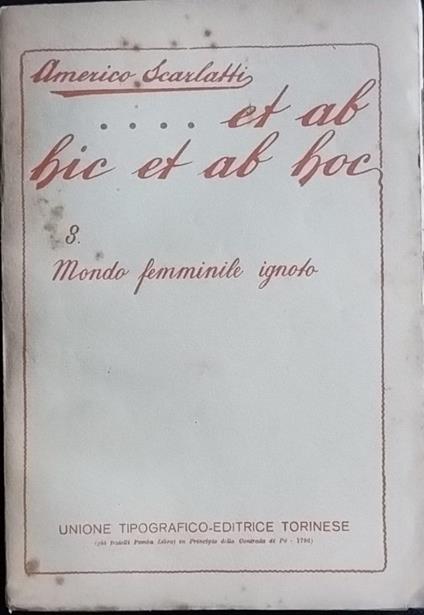 Americo Scarlatti
.... et ab
hic et ab hoc
8.
Mondo femminile ignoto
UNIONE TIPOGRAFICO-EDITRICE TORINESE
(già fratelli Pomba Librai in Principio della Contrada di Po - 1796)